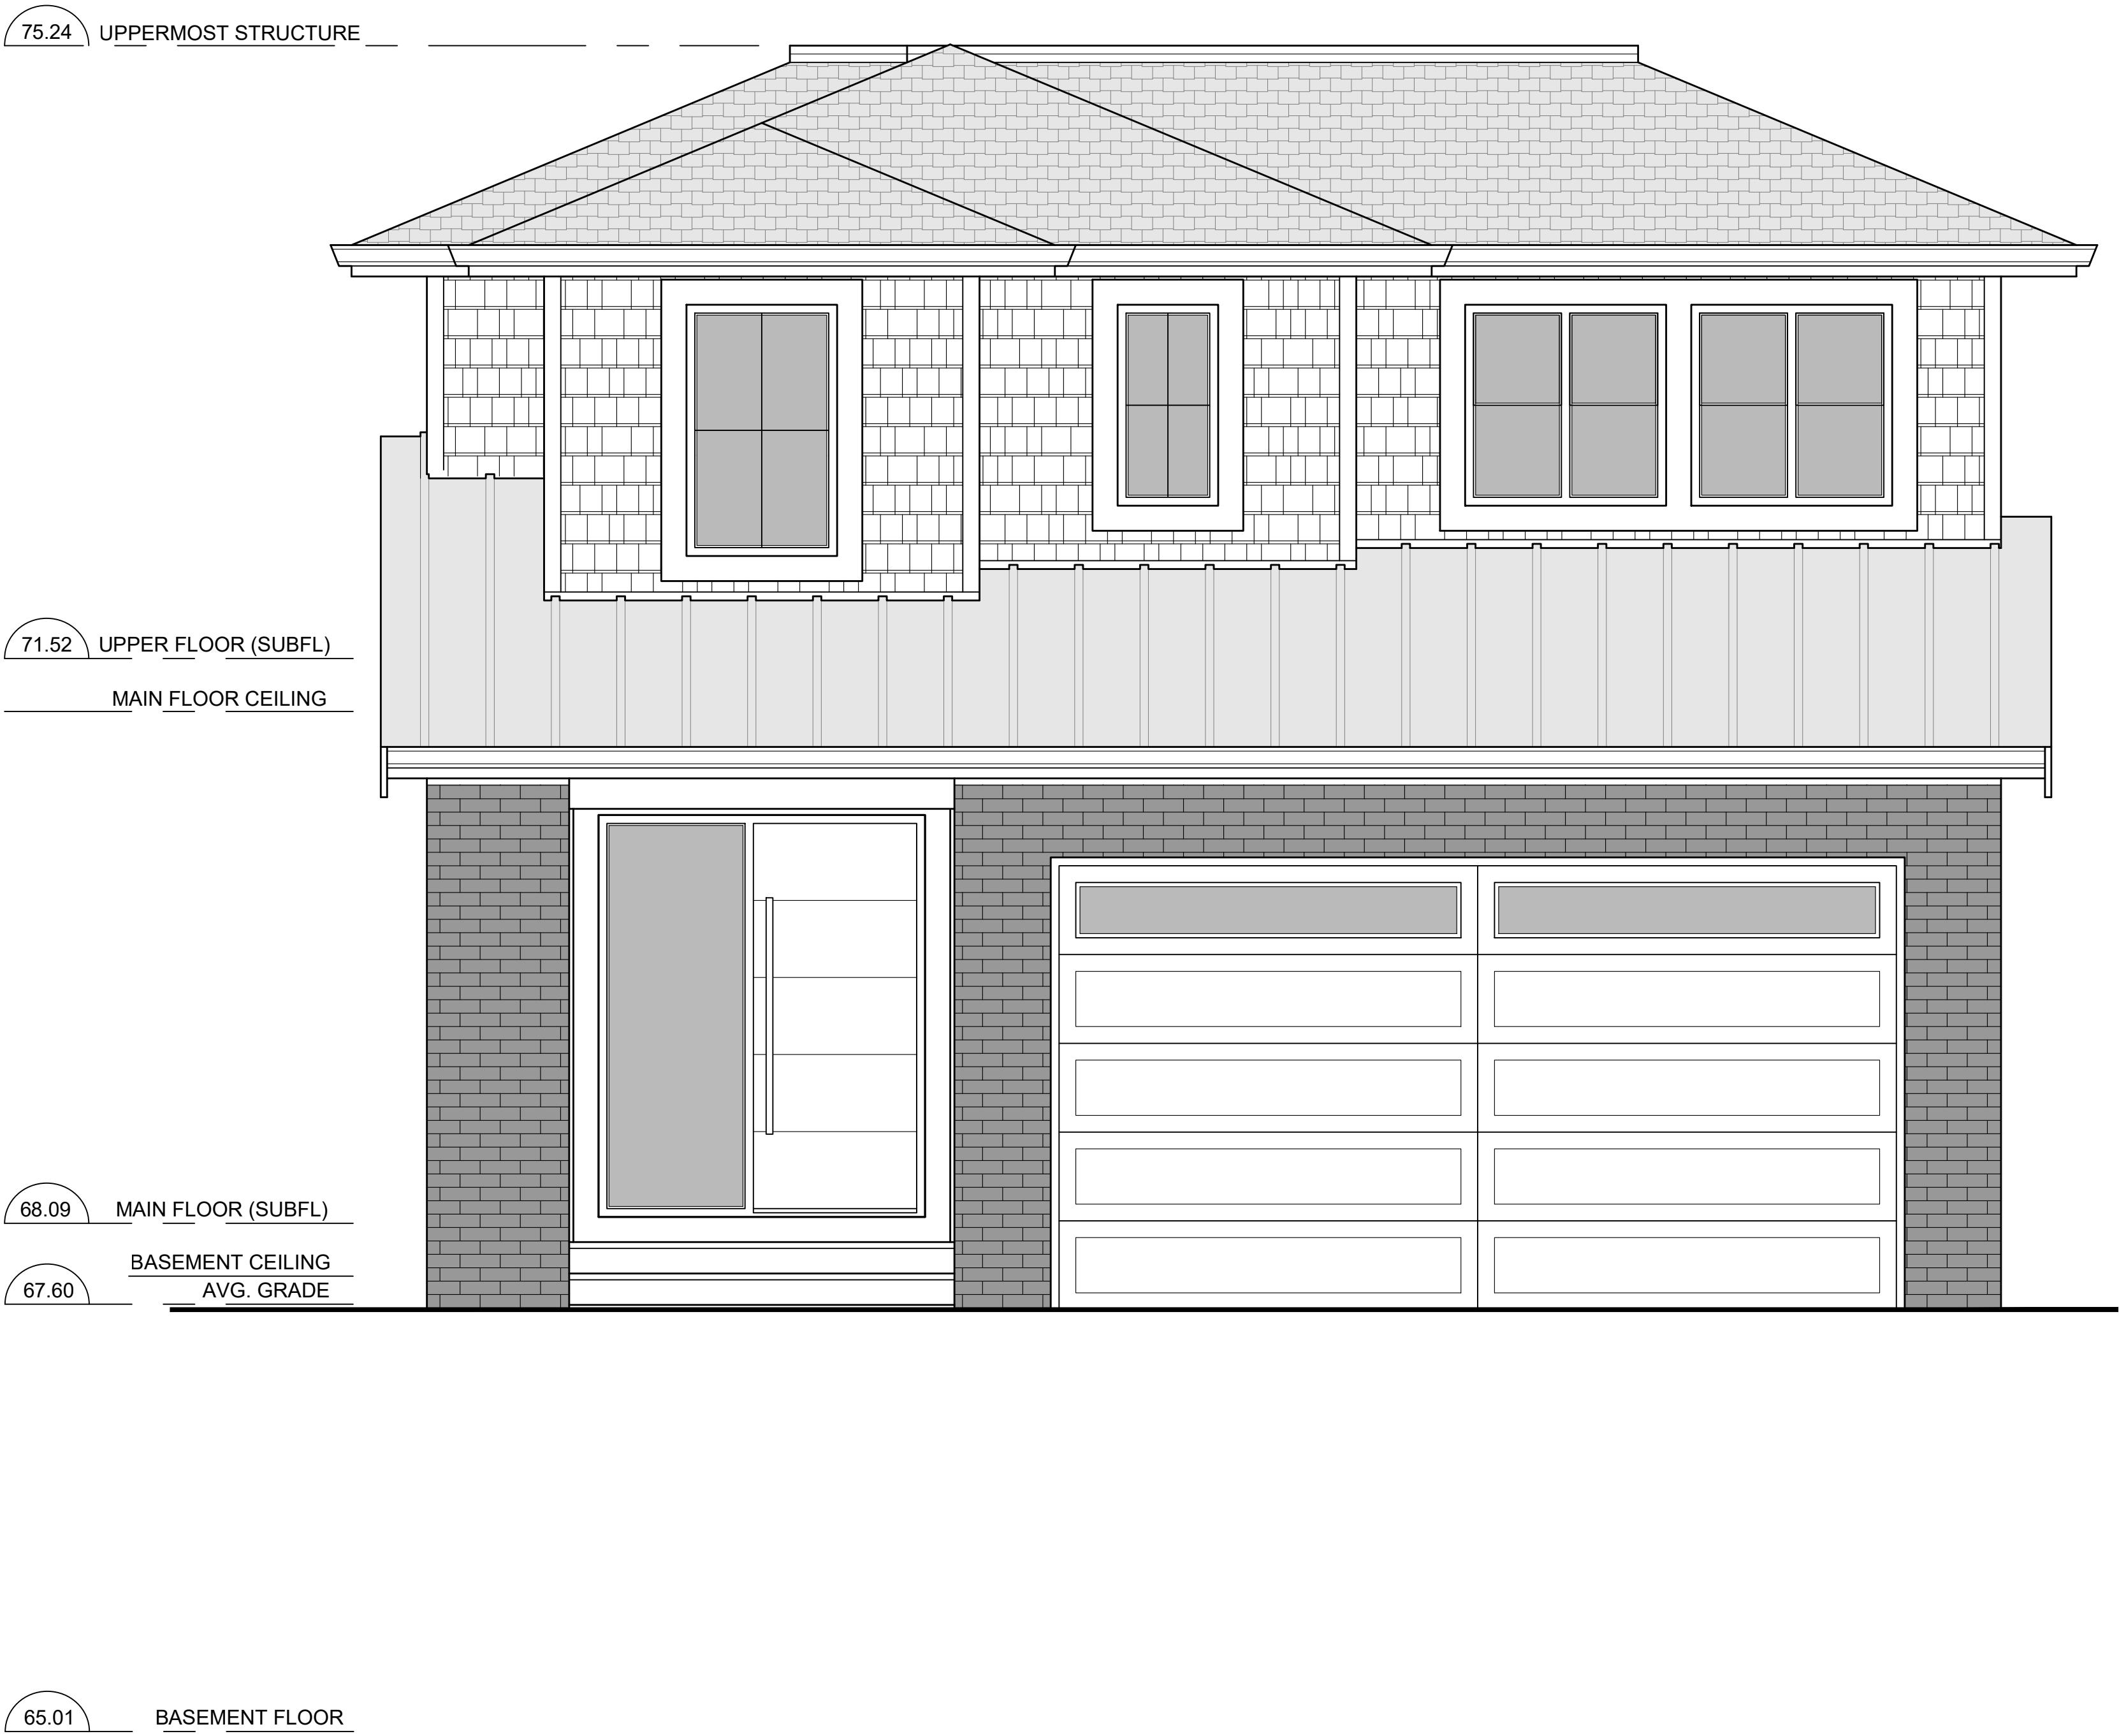 75.24 UPPERMOST STRUCTURE
71.52 UPPER FLOOR (SUBFL)
MAIN FLOOR CEILING
68.09 MAIN FLOOR (SUBFL)
BASEMENT CEILING
67.60 AVG. GRADE
65.01 BASEMENT FLOOR